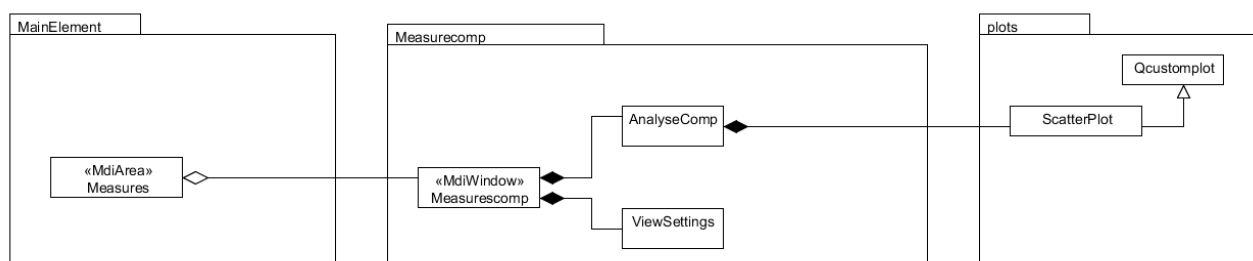 MainElement
«MdiArea»
Measures
Measurecomp
«MdiWindow»
Measurescomp
AnalyseComp
ViewSettings
plots
Qcustomplot
ScatterPlot